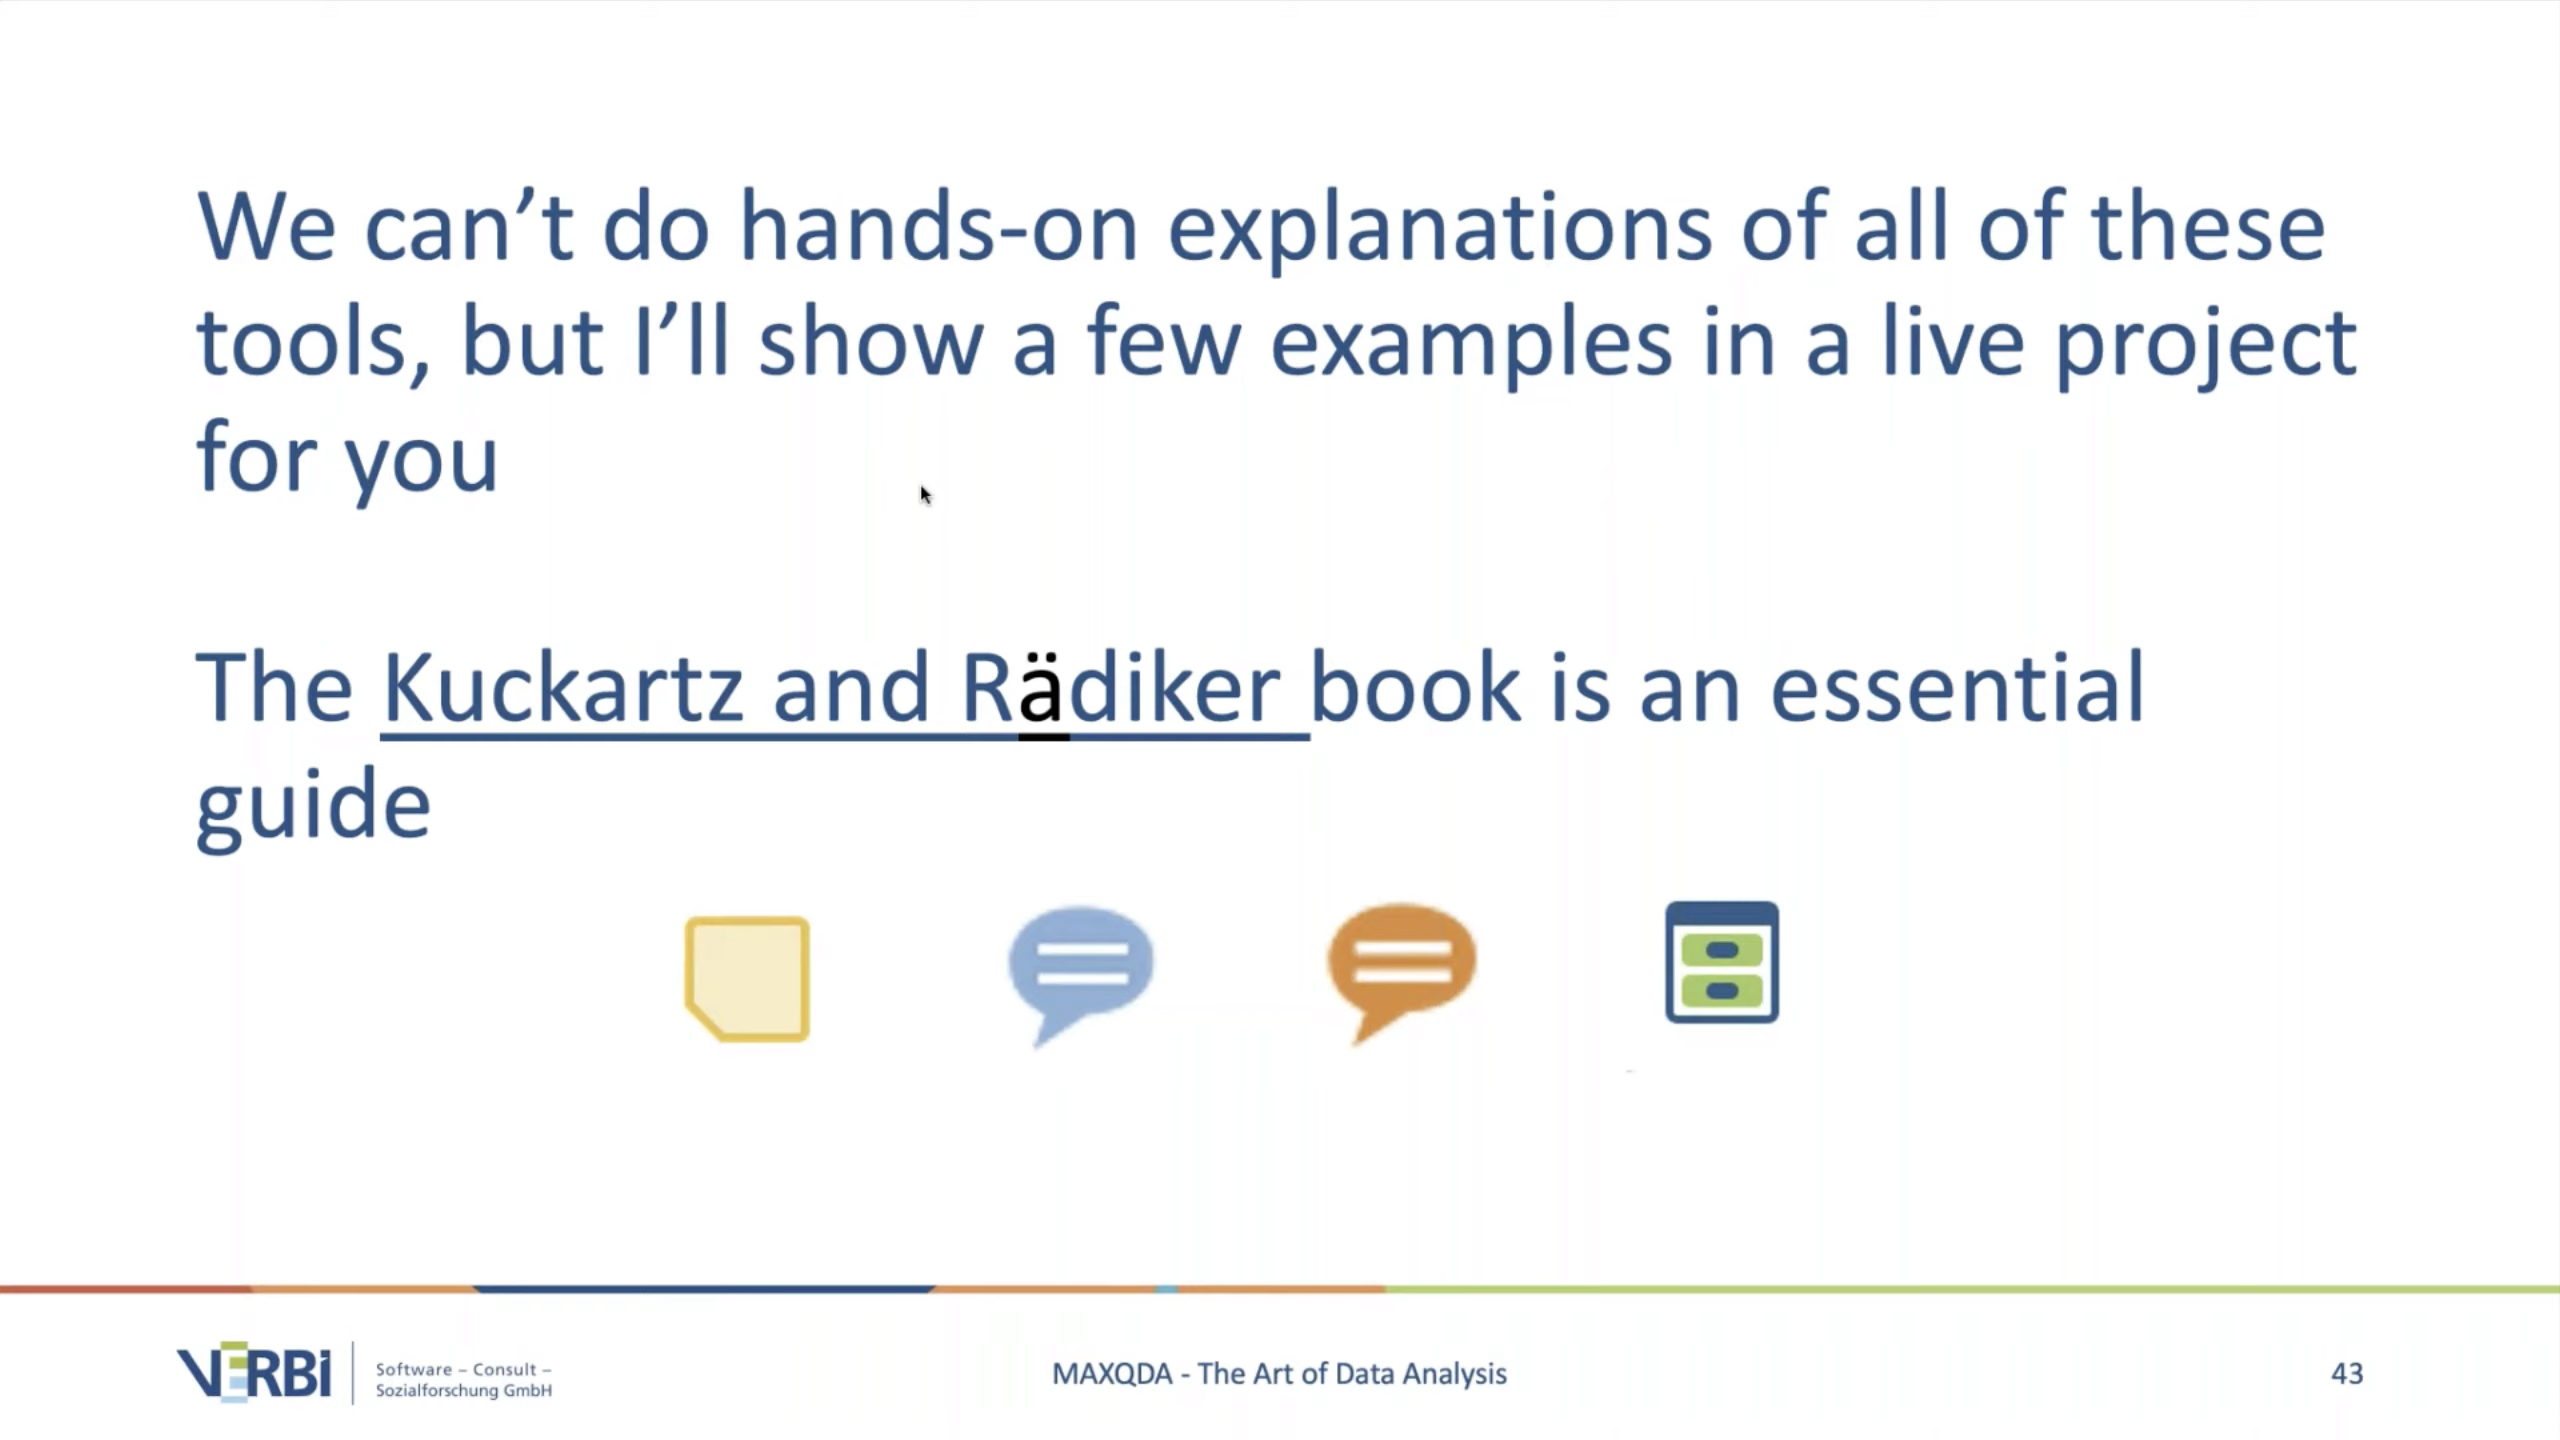 We can’t do hands-on explanations of all of these
tools, but I’ll show a few examples in a live project
for you
The Kuckartz and Rädiker book is an essential
guide
VERBI
Software – Consult –
Sozialforschung GmbH
MAXQDA - The Art of Data Analysis
43